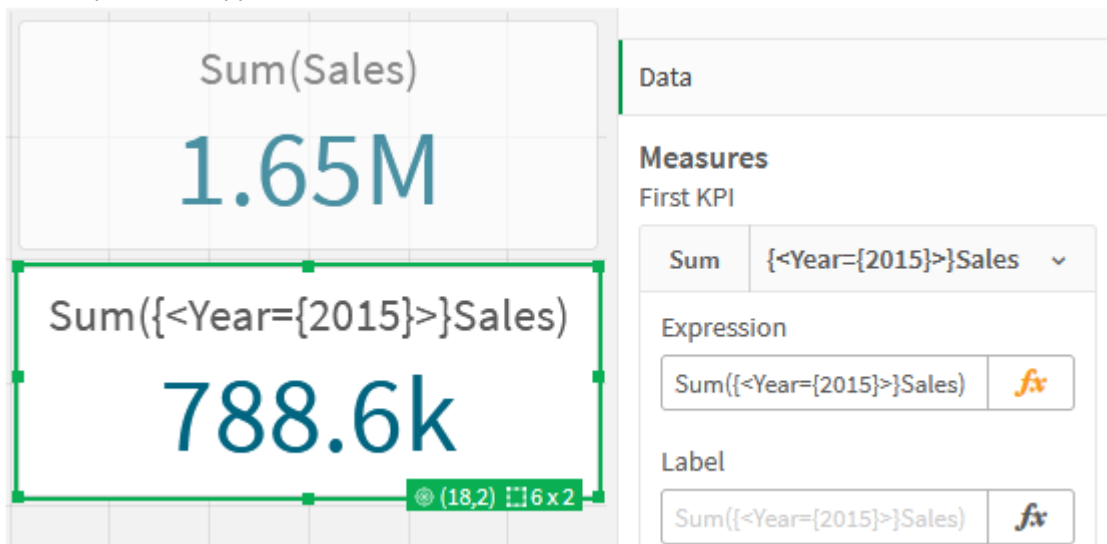 Sum(Sales)
1.65M
Sum({<Year={2015}>}Sales)
788.6k
(18,2) 6 x 2
Data
Measures
First KPI
Sum {<Year={2015}>}Sales
Expression
Sum({<Year={2015}>}Sales) fx
Label
Sum({<Year={2015}>}Sales) fx